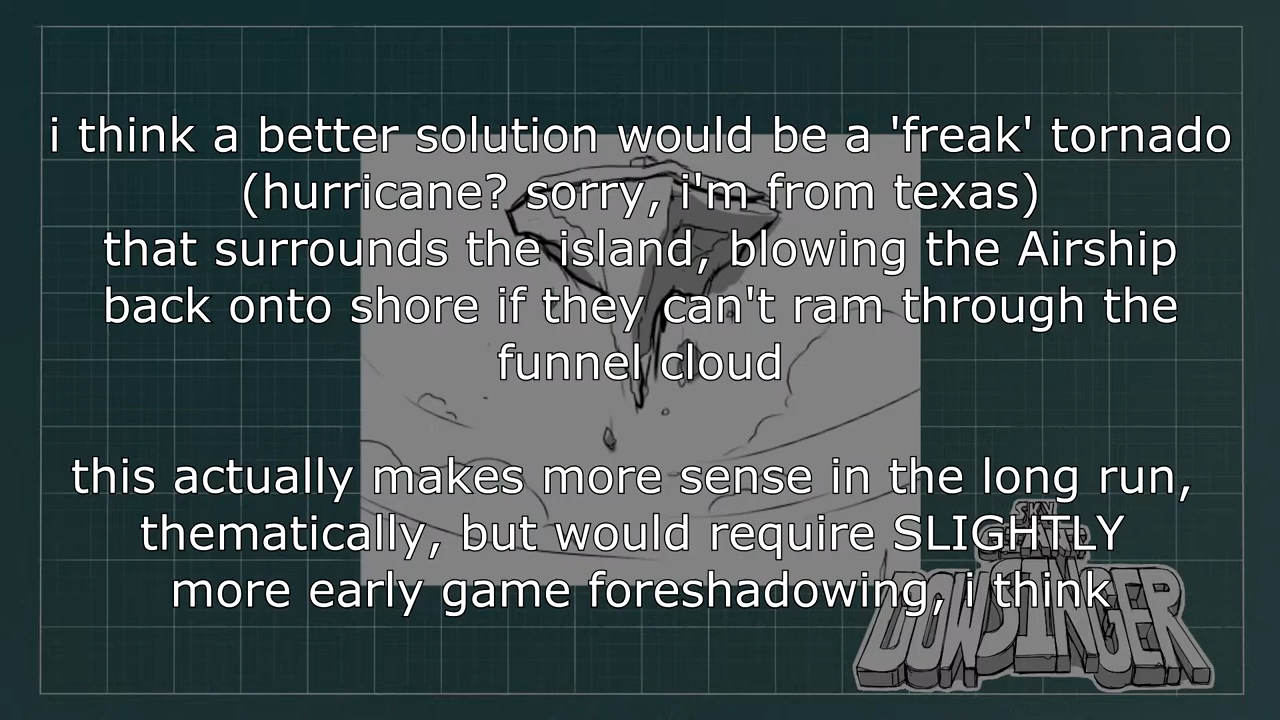 i think a better solution would be a 'freak' tornado
(hurricane? sorry, i'm from texas)
that surrounds the island, blowing the Airship
back onto shore if they can't ram through the
funnel cloud
this actually makes more sense in the long run,
thematically, but would require SLIGHTLY
more early game foreshadowing, i think
SKY
DOWSINGER